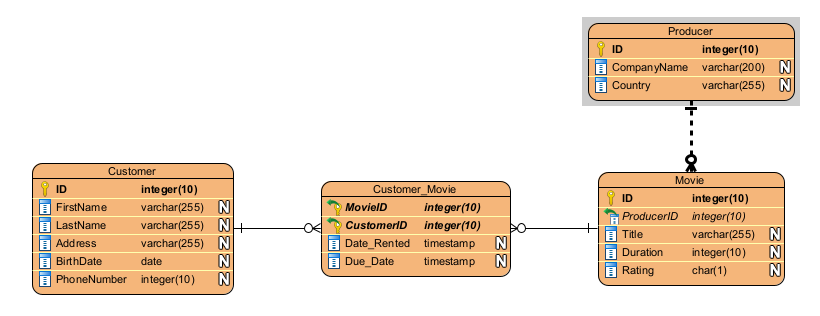 Producer
ID integer(10)
CompanyName varchar(200) N
Country varchar(255) N
Customer
ID integer(10)
FirstName varchar(255) N
LastName varchar(255) N
Address varchar(255) N
BirthDate date N
PhoneNumber integer(10) N
Customer_Movie
MovieID integer(10)
CustomerID integer(10)
Date_Rented timestamp N
Due_Date timestamp N
Movie
ID integer(10)
ProducerID integer(10)
Title varchar(255) N
Duration integer(10) N
Rating char(1) N